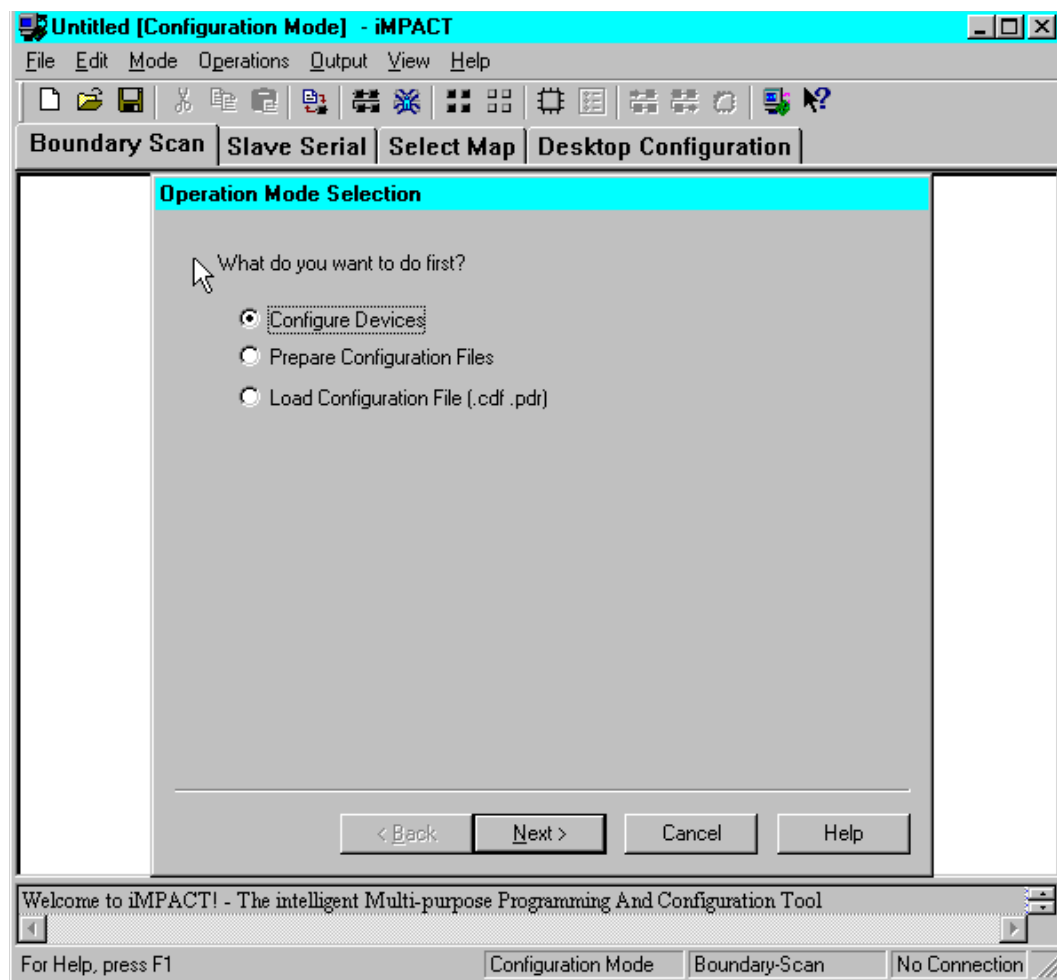 Untitled [Configuration Mode] - iMPACT
File Edit Mode Operations Output View Help
Boundary Scan Slave Serial Select Map Desktop Configuration
Operation Mode Selection
What do you want to do first?
Configure Devices
Prepare Configuration Files
Load Configuration File (.cdf .pdr)
< Back Next > Cancel Help
Welcome to iMPACT! - The intelligent Multi-purpose Programming And Configuration Tool
For Help, press F1 Configuration Mode Boundary-Scan No Connection